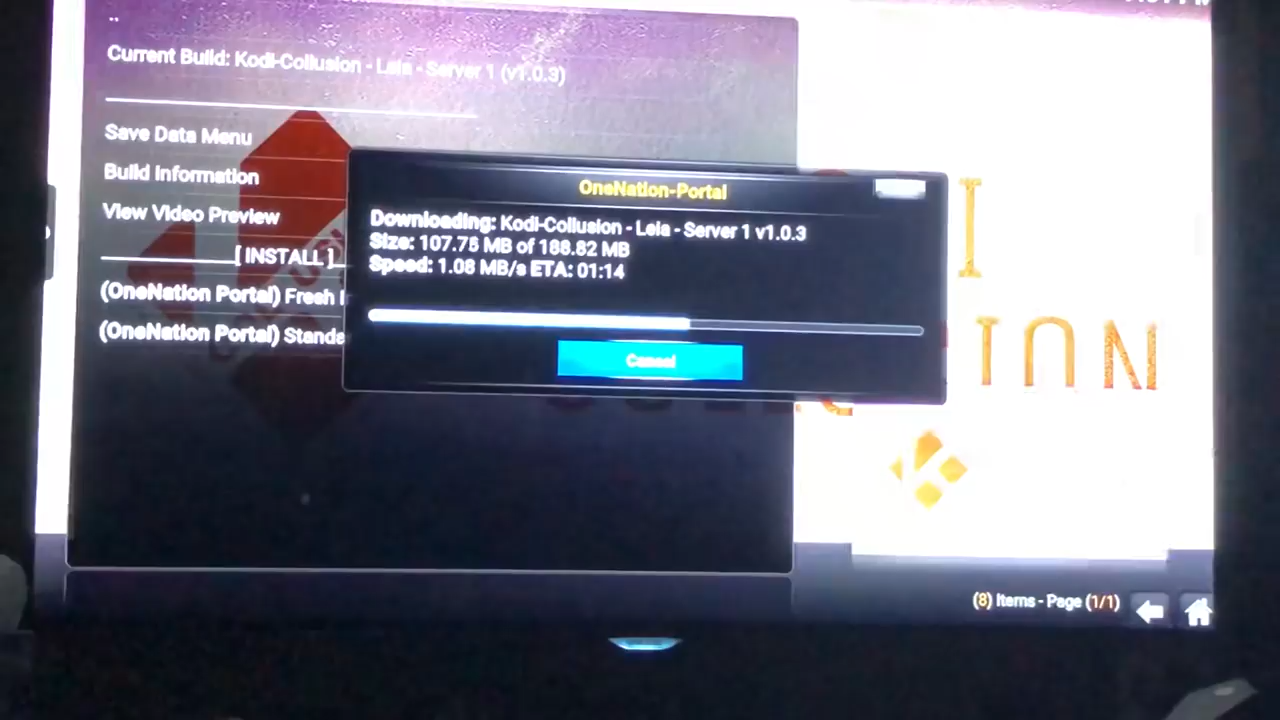 ..
Current Build: Kodi-Collusion - Leia - Server 1 (v1.0.3)
Save Data Menu
Build Information
View Video Preview
[ INSTALL ]
(OneNation Portal) Fresh
(OneNation Portal) Standa
OneNation-Portal
Downloading: Kodi-Collusion - Leia - Server 1 v1.0.3
Size: 107.75 MB of 188.82 MB
Speed: 1.08 MB/s ETA: 01:14
Cancel
I
ION
(8) Items - Page (1/1)